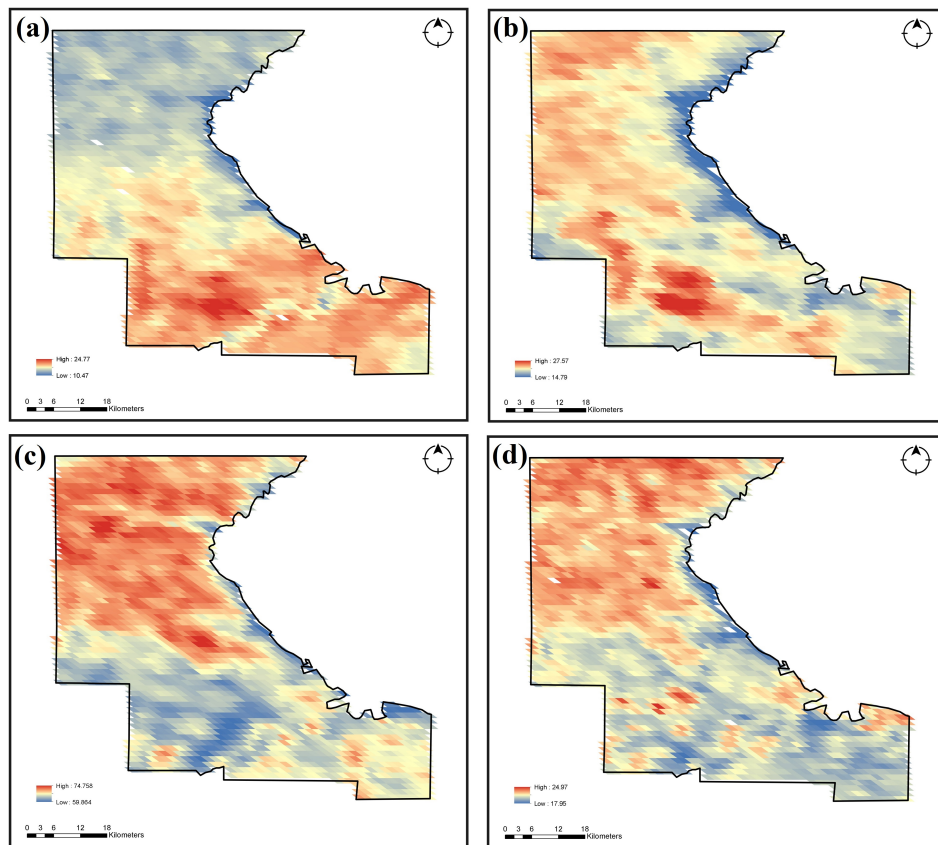 (a)
High : 24.77
Low : 10.47
0 3 6 12 18
Kilometers
(b)
High : 27.57
Low : 14.79
0 3 6 12 18
Kilometers
(c)
High : 74.758
Low : 59.864
0 3 6 12 18
Kilometers
(d)
High : 24.97
Low : 17.95
0 3 6 12 18
Kilometers